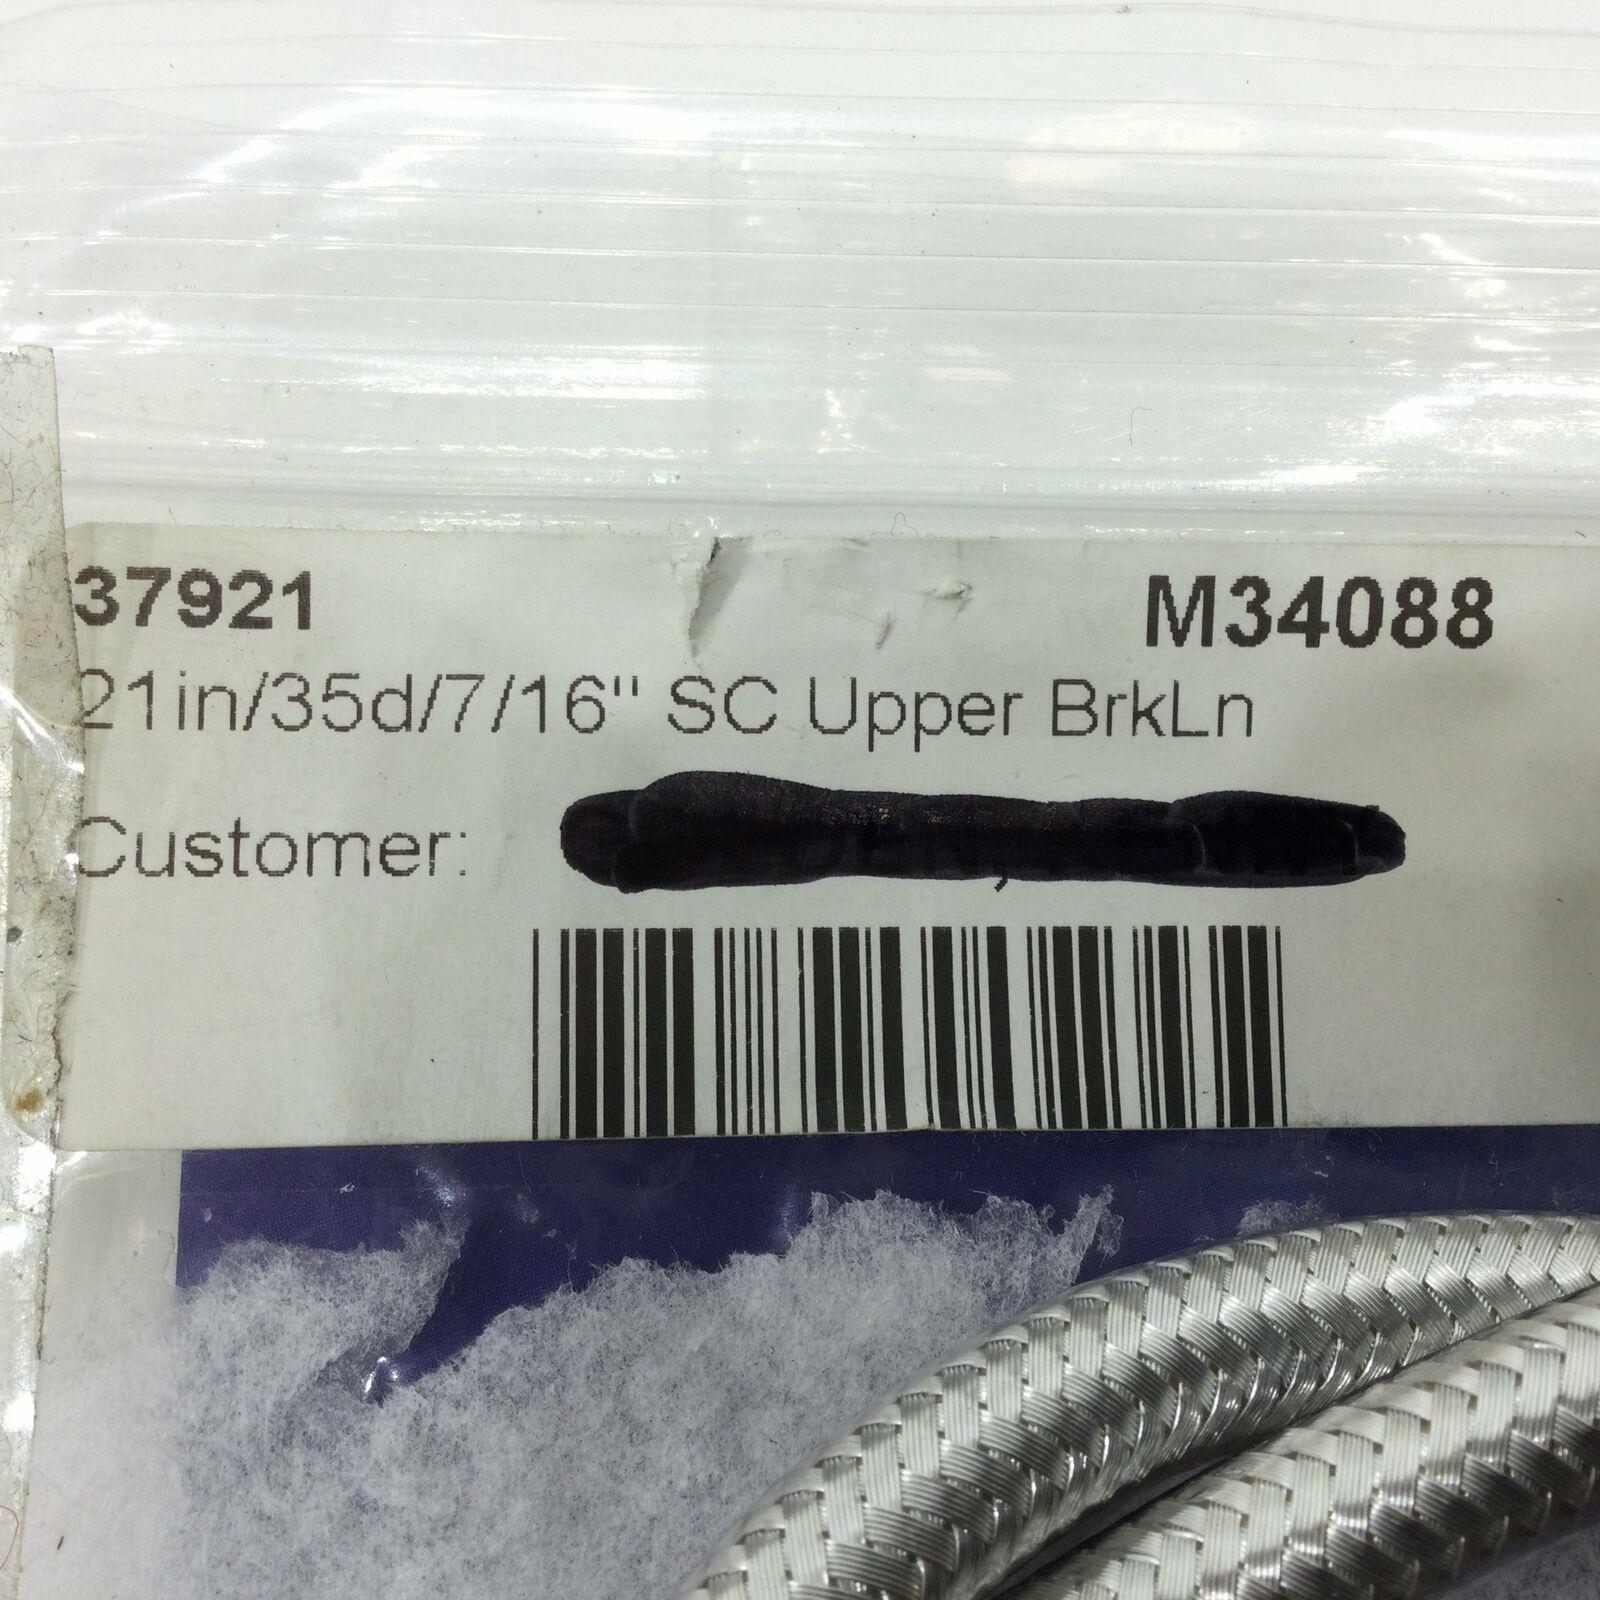 37921 M34088
21in/35d/7/16" SC Upper BrkLn
Customer: